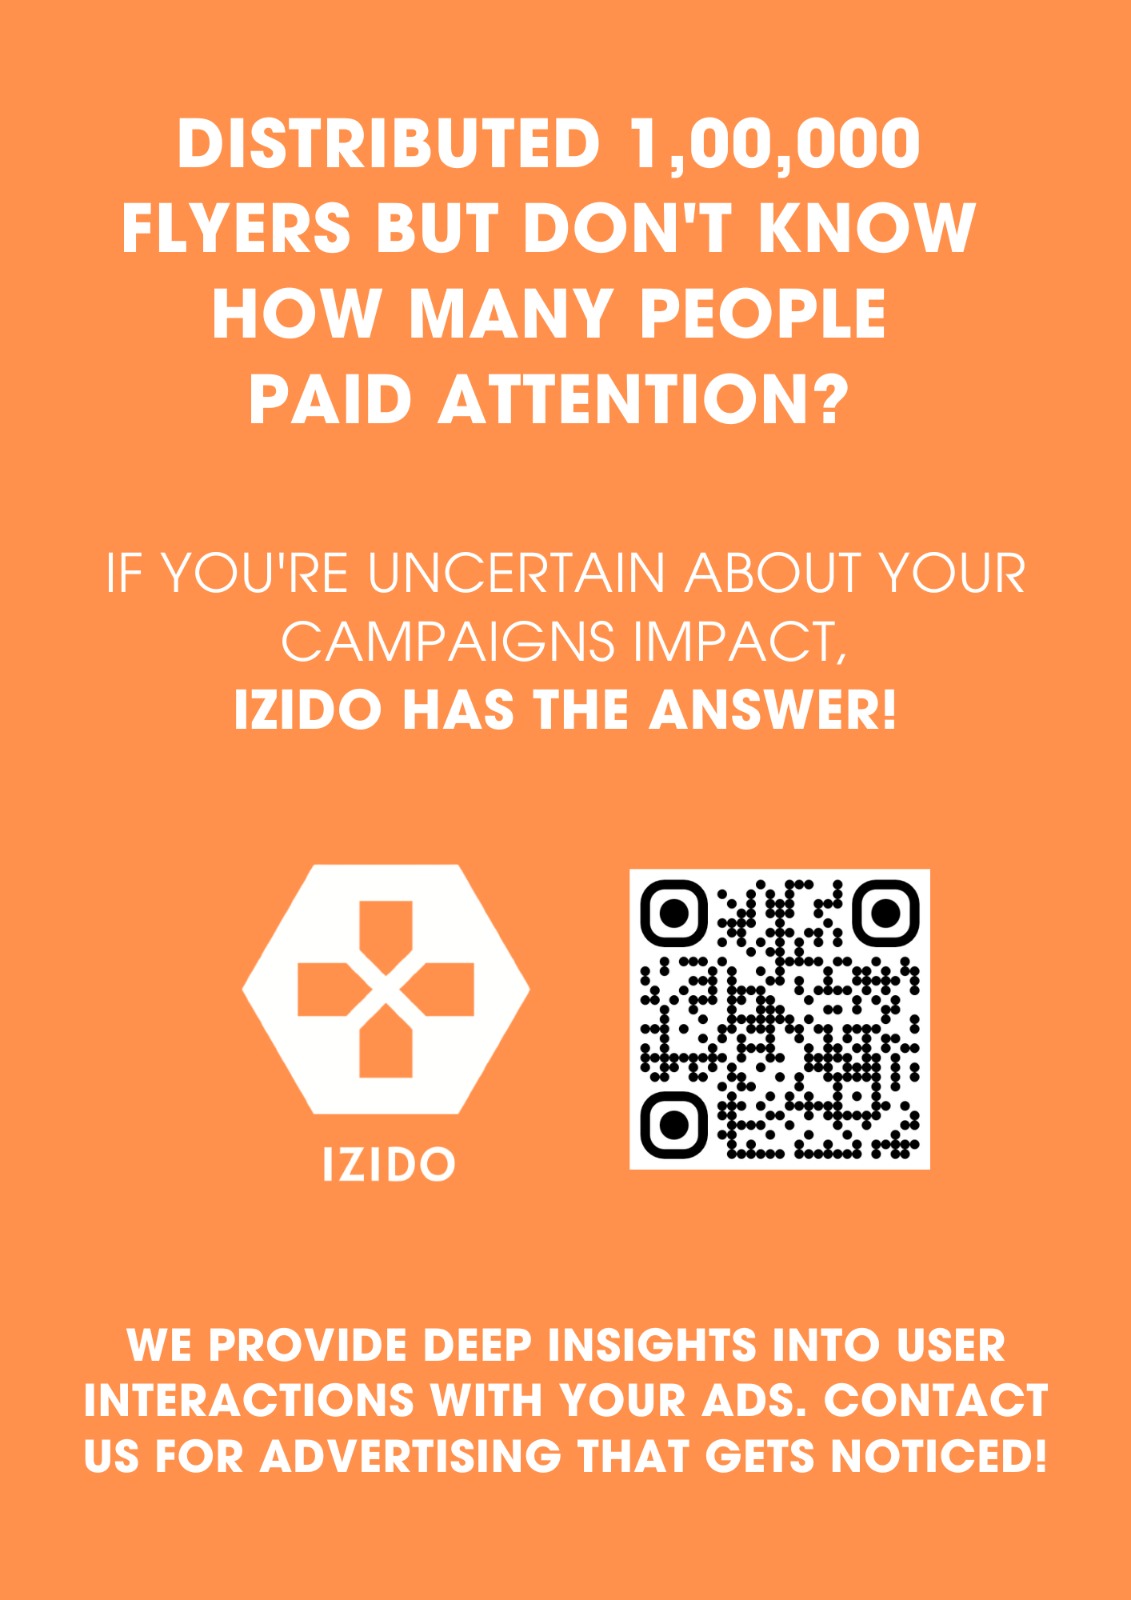 DISTRIBUTED 1,00,000
FLYERS BUT DON'T KNOW
HOW MANY PEOPLE
PAID ATTENTION?
IF YOU'RE UNCERTAIN ABOUT YOUR
CAMPAIGNS IMPACT,
IZIDO HAS THE ANSWER!
IZIDO
WE PROVIDE DEEP INSIGHTS INTO USER
INTERACTIONS WITH YOUR ADS. CONTACT
US FOR ADVERTISING THAT GETS NOTICED!